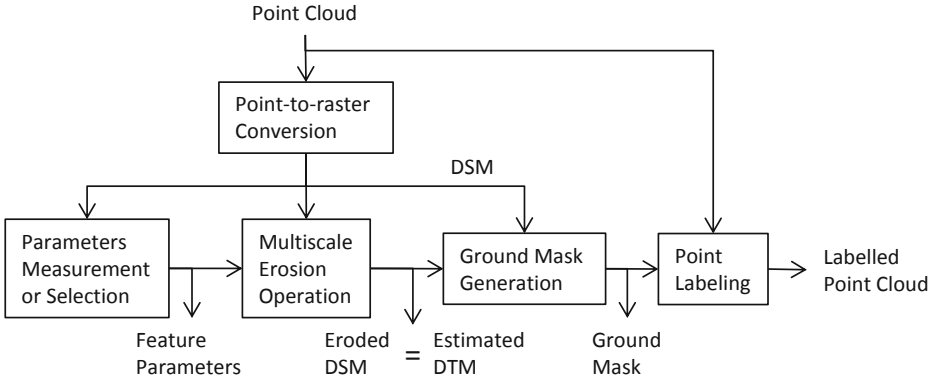 Point Cloud
Point-to-raster
Conversion
DSM
Parameters
Measurement
or Selection
Multiscale
Erosion
Operation
Ground Mask
Generation
Point
Labeling
Labelled
Point Cloud
Feature
Parameters
Eroded
DSM
=
Estimated
DTM
Ground
Mask